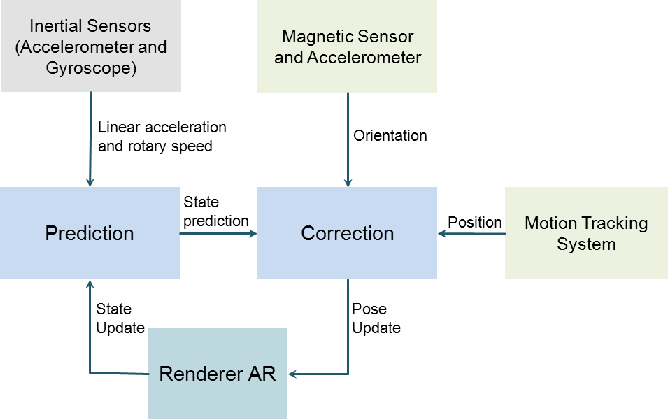 Inertial Sensors
(Accelerometer and
Gyroscope)
Magnetic Sensor
and Accelerometer
Linear acceleration
and rotary speed
Orientation
Prediction
State
prediction
Correction
Position
Motion Tracking
System
State
Update
Pose
Update
Renderer AR